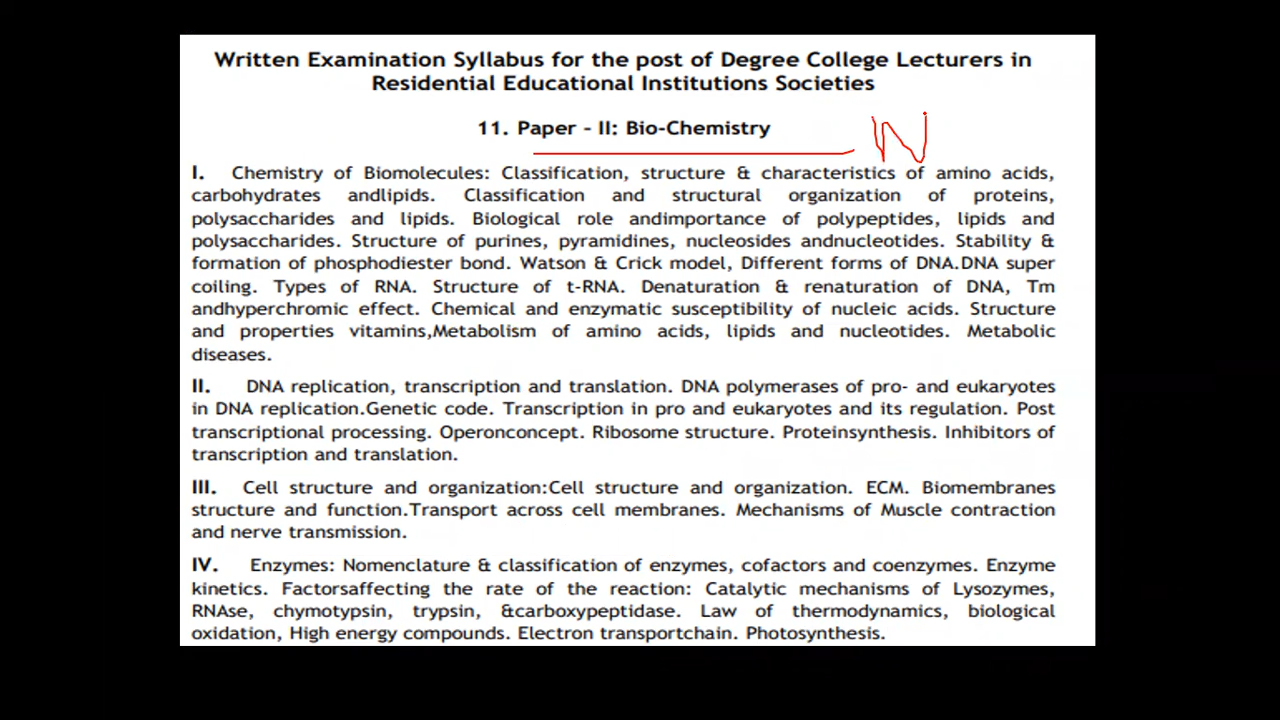 Written Examination Syllabus for the post of Degree College Lecturers in
Residential Educational Institutions Societies
11. Paper - II: Bio-Chemistry
I. Chemistry of Biomolecules: Classification, structure & characteristics of amino acids,
carbohydrates andlipids. Classification and structural organization of proteins,
polysaccharides and lipids. Biological role andimportance of polypeptides, lipids and
polysaccharides. Structure of purines, pyramidines, nucleosides andnucleotides. Stability &
formation of phosphodiester bond. Watson & Crick model, Different forms of DNA.DNA super
coiling. Types of RNA. Structure of t-RNA. Denaturation & renaturation of DNA, Tm
andhyperchromic effect. Chemical and enzymatic susceptibility of nucleic acids. Structure
and properties vitamins,Metabolism of amino acids, lipids and nucleotides. Metabolic
diseases.
II. DNA replication, transcription and translation. DNA polymerases of pro- and eukaryotes
in DNA replication.Genetic code. Transcription in pro and eukaryotes and its regulation. Post
transcriptional processing. Operonconcept. Ribosome structure. Proteinsynthesis. Inhibitors of
transcription and translation.
III. Cell structure and organization:Cell structure and organization. ECM. Biomembranes
structure and function.Transport across cell membranes. Mechanisms of Muscle contraction
and nerve transmission.
IV. Enzymes: Nomenclature & classification of enzymes, cofactors and coenzymes. Enzyme
kinetics. Factorsaffecting the rate of the reaction: Catalytic mechanisms of Lysozymes,
RNAse, chymotypsin, trypsin, &carboxypeptidase. Law of thermodynamics, biological
oxidation, High energy compounds. Electron transportchain. Photosynthesis.